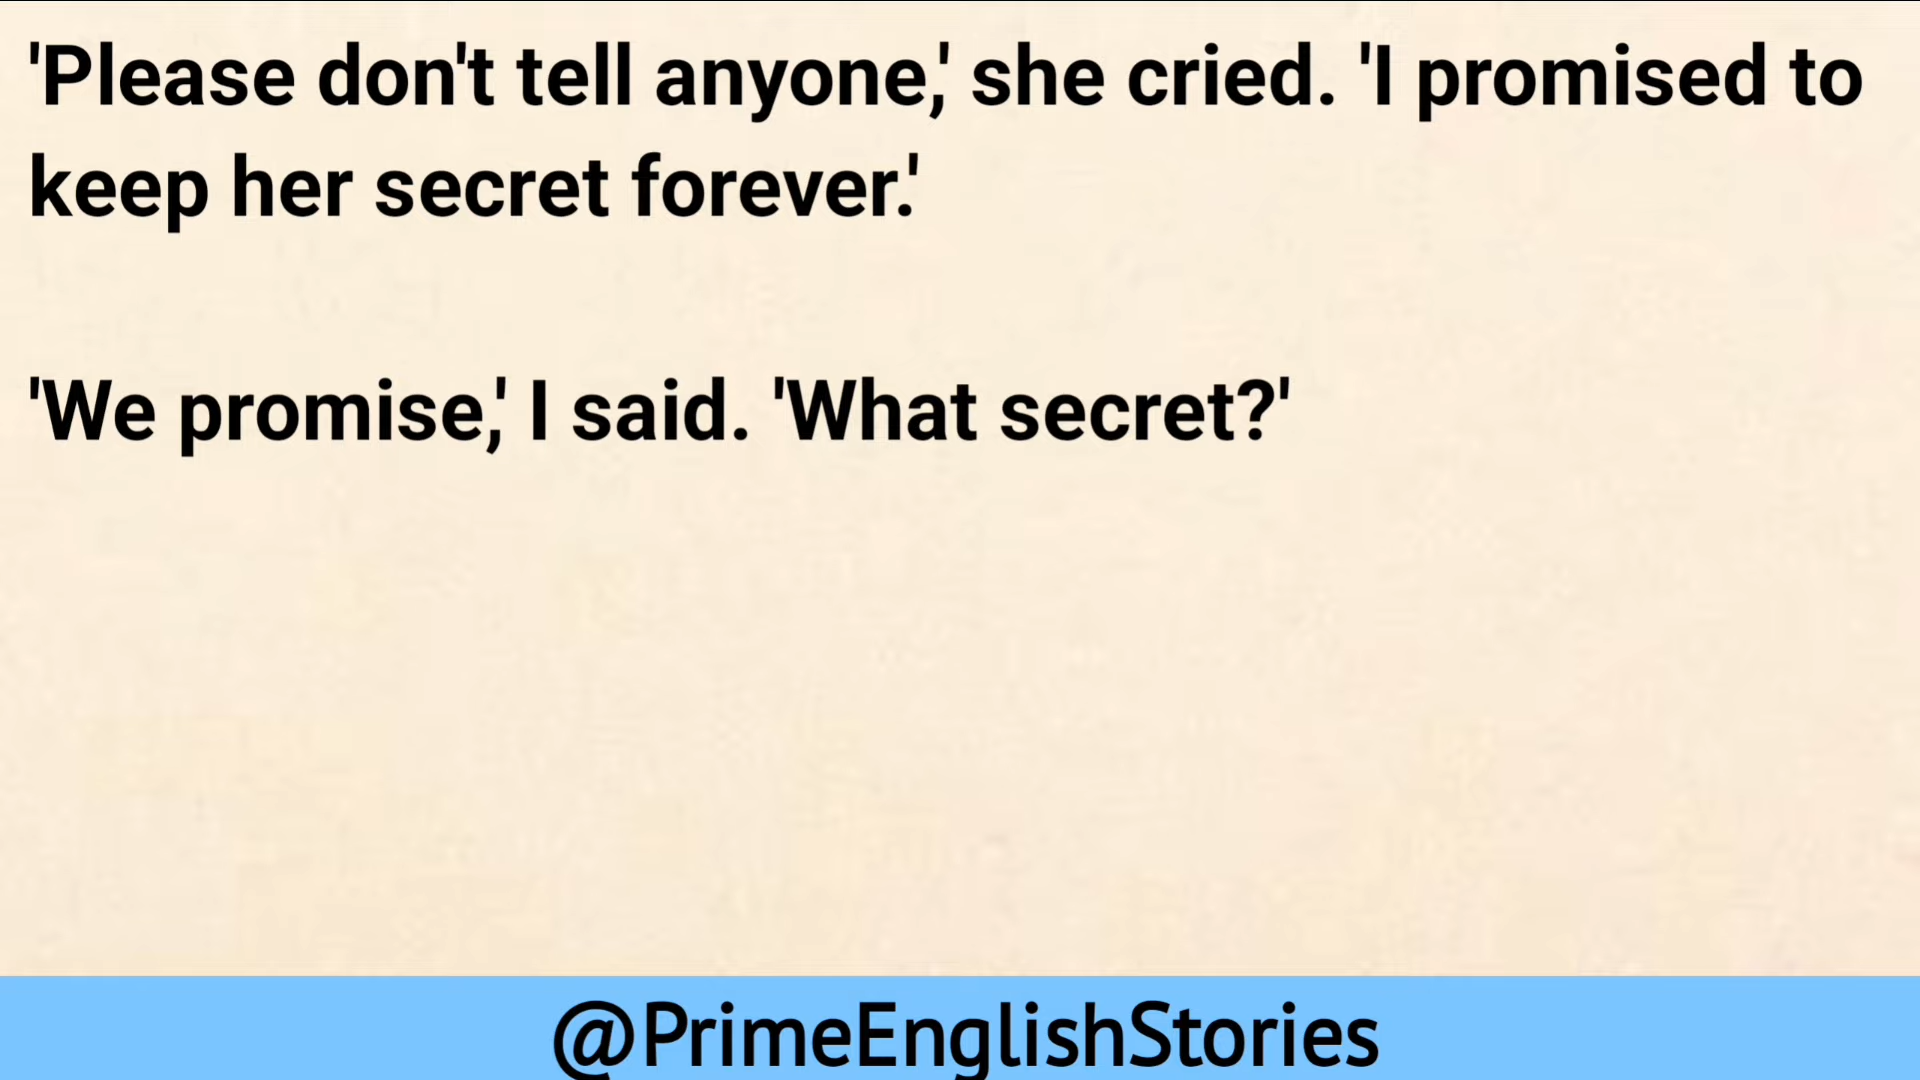 'Please don't tell anyone,' she cried. 'I promised to
keep her secret forever.'
'We promise,' I said. 'What secret?'
@PrimeEnglishStories